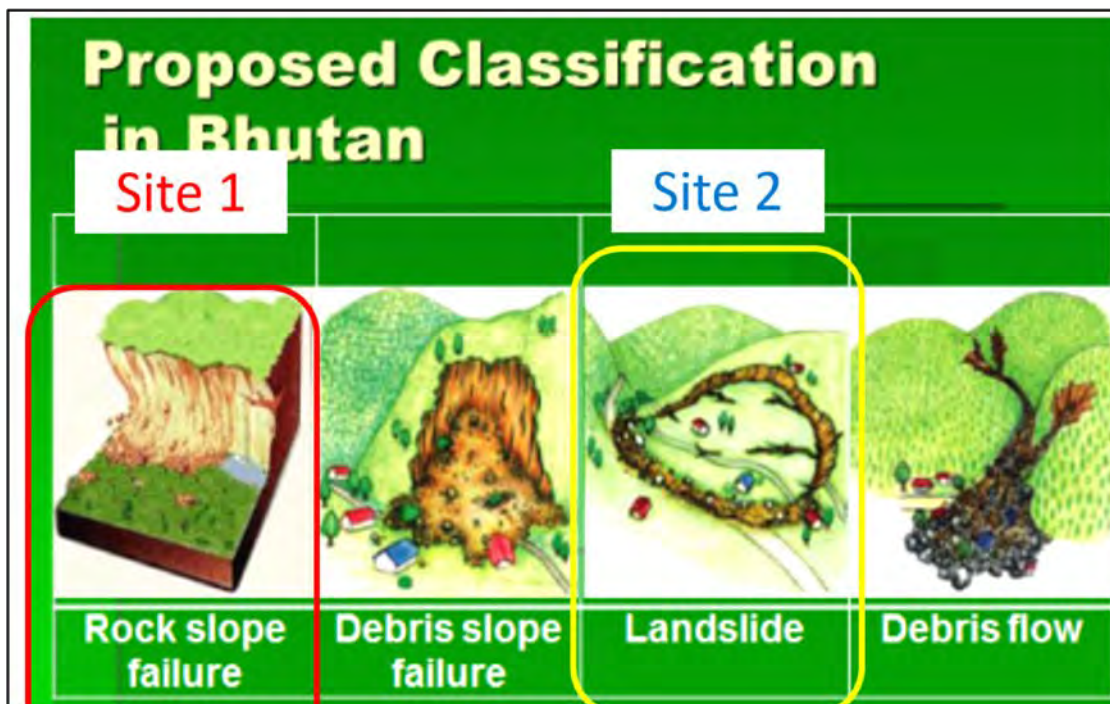 Proposed Classification
in Bhutan
Site 1
Site 2
Rock slope
failure
Debris slope
failure
Landslide
Debris flow